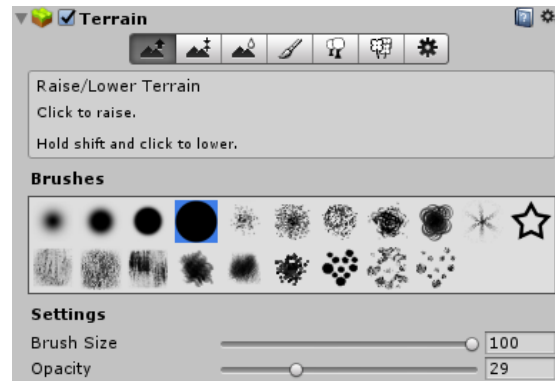 Terrain
Raise/Lower Terrain
Click to raise.
Hold shift and click to lower.
Brushes
Settings
Brush Size 100
Opacity 29